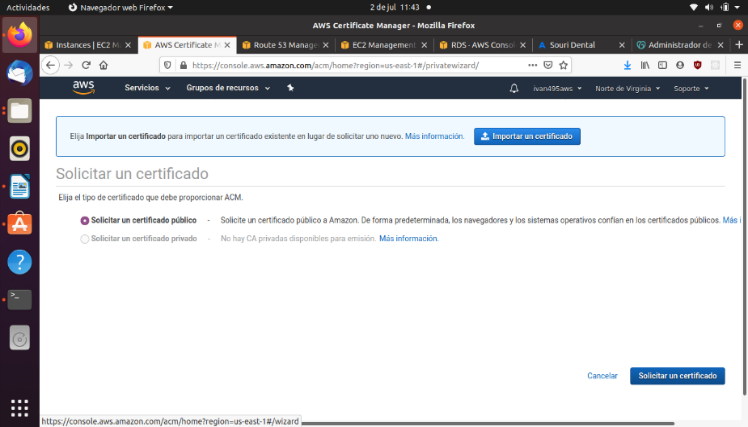 Actividades Navegador web Firefox 2 de jul 11:43
AWS Certificate Manager - Mozilla Firefox
Instances | EC2 M AWS Certificate M Route 53 Manage EC2 Management RDS - AWS Consol Souri Dental Administrador de
https://console.aws.amazon.com/acm/home?region=us-east-1#/privatewizard/
aws Servicios Grupos de recursos ivan495aws Norte de Virginia Soporte
Elija Importar un certificado para importar un certificado existente en lugar de solicitar uno nuevo. Más información. Importar un certificado
Solicitar un certificado
Elija el tipo de certificado que debe proporcionar ACM.
Solicitar un certificado público - Solicite un certificado público a Amazon. De forma predeterminada, los navegadores y los sistemas operativos confían en los certificados públicos. Más i
Solicitar un certificado privado - No hay CA privadas disponibles para emisión. Más información.
Cancelar Solicitar un certificado
https://console.aws.amazon.com/acm/home?region=us-east-1#/wizard